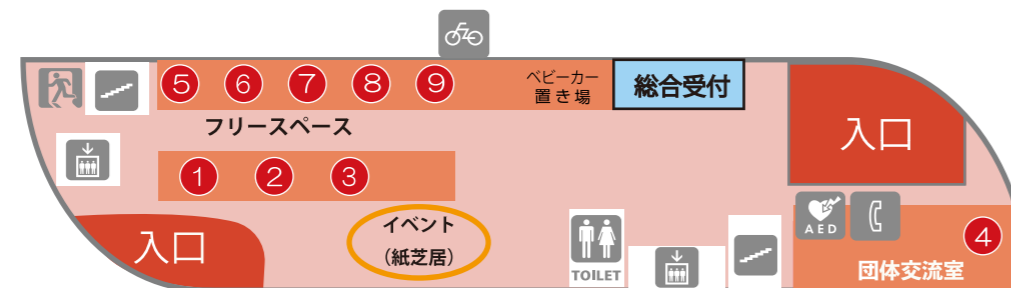 ⑤ ⑥ ⑦ ⑧ ⑨
ベビーカー
置き場
総合受付
フリースペース
入口
① ② ③
イベント
（紙芝居）
入口
TOILET
AED
④
団体交流室